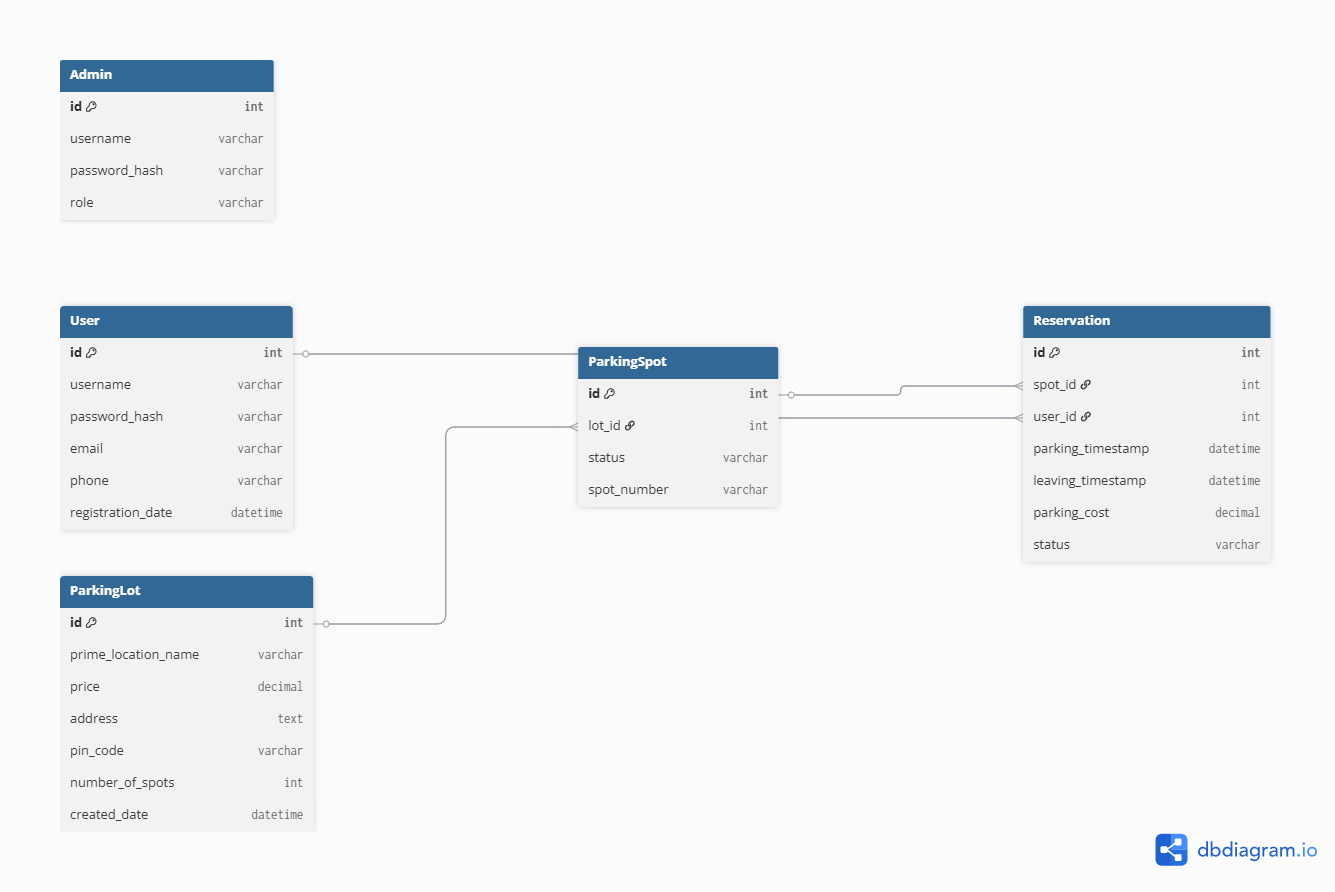 Admin
id int
username varchar
password_hash varchar
role varchar
User
id int
username varchar
password_hash varchar
email varchar
phone varchar
registration_date datetime
ParkingSpot
id int
lot_id int
status varchar
spot_number varchar
Reservation
id int
spot_id int
user_id int
parking_timestamp datetime
leaving_timestamp datetime
parking_cost decimal
status varchar
ParkingLot
id int
prime_location_name varchar
price decimal
address text
pin_code varchar
number_of_spots int
created_date datetime
dbdiagram.io